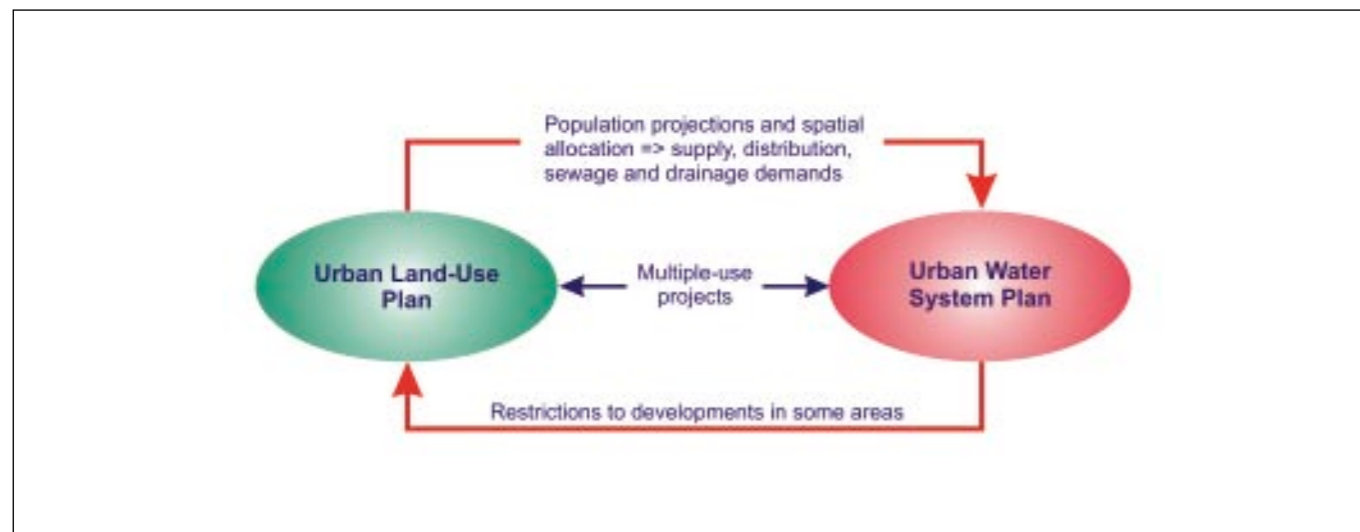 Population projections and spatial
allocation => supply, distribution,
sewage and drainage demands
Urban Land-Use
Plan
Multiple-use
projects
Urban Water
System Plan
Restrictions to developments in some areas